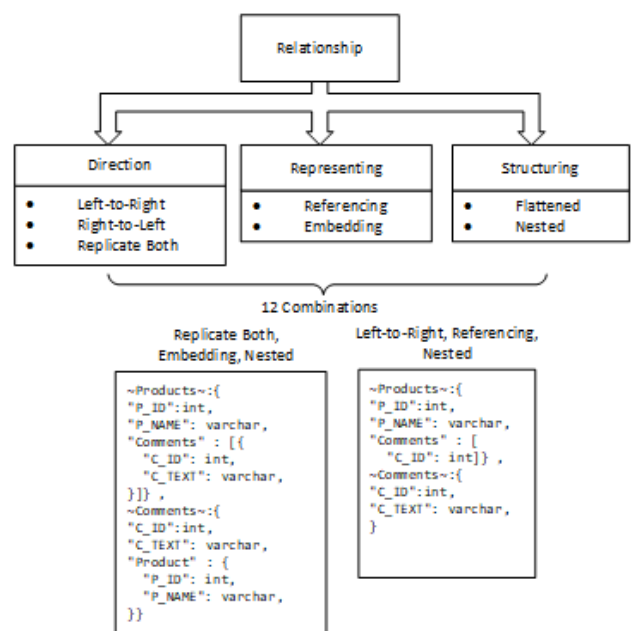 Relationship
Direction
• Left-to-Right
• Right-to-Left
• Replicate Both
Representing
• Referencing
• Embedding
Structuring
• Flattened
• Nested
12 Combinations
Replicate Both,
Embedding, Nested
~Products~:{
"P_ID":int,
"P_NAME": varchar,
"Comments" : [{
"C_ID": int,
"C_TEXT": varchar,
}]} ,
~Comments~:{
"C_ID":int,
"C_TEXT": varchar,
"Product" : {
"P_ID": int,
"P_NAME": varchar,
}}
Left-to-Right, Referencing,
Nested
~Products~:{
"P_ID":int,
"P_NAME": varchar,
"Comments" : [
"C_ID": int]} ,
~Comments~:{
"C_ID":int,
"C_TEXT": varchar,
}